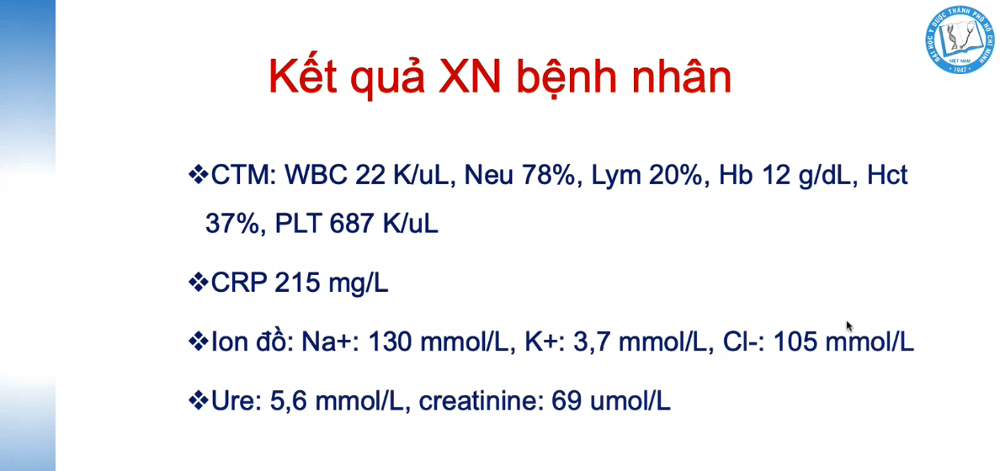 ĐẠI HỌC Y DƯỢC THÀNH PHỐ HỒ CHÍ MINH
VIỆT NAM
1947
Kết quả XN bệnh nhân
❖CTM: WBC 22 K/uL, Neu 78%, Lym 20%, Hb 12 g/dL, Hct
37%, PLT 687 K/uL
❖CRP 215 mg/L
❖Ion đồ: Na+: 130 mmol/L, K+: 3,7 mmol/L, Cl-: 105 mmol/L
❖Ure: 5,6 mmol/L, creatinine: 69 umol/L